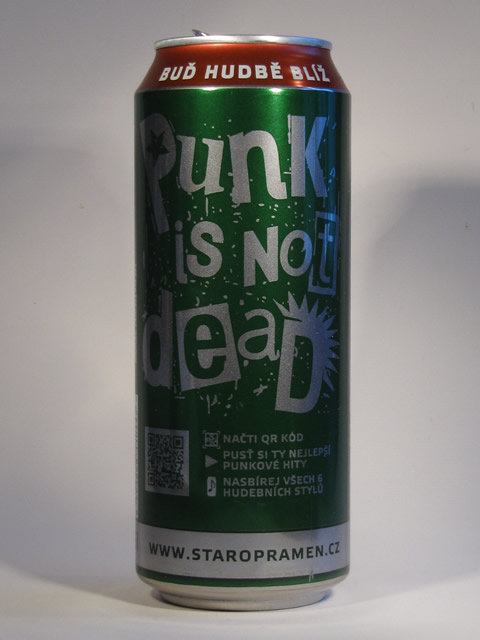 BUĎ HUDBĚ BLÍŽ
Punk
is Not
deaD
NAČTI QR KÓD
PUSŤ SI TY NEJLEPŠÍ
PUNKOVÉ HITY
NASBÍREJ VŠECH 6
HUDEBNÍCH STYLŮ
WWW.STAROPRAMEN.CZ